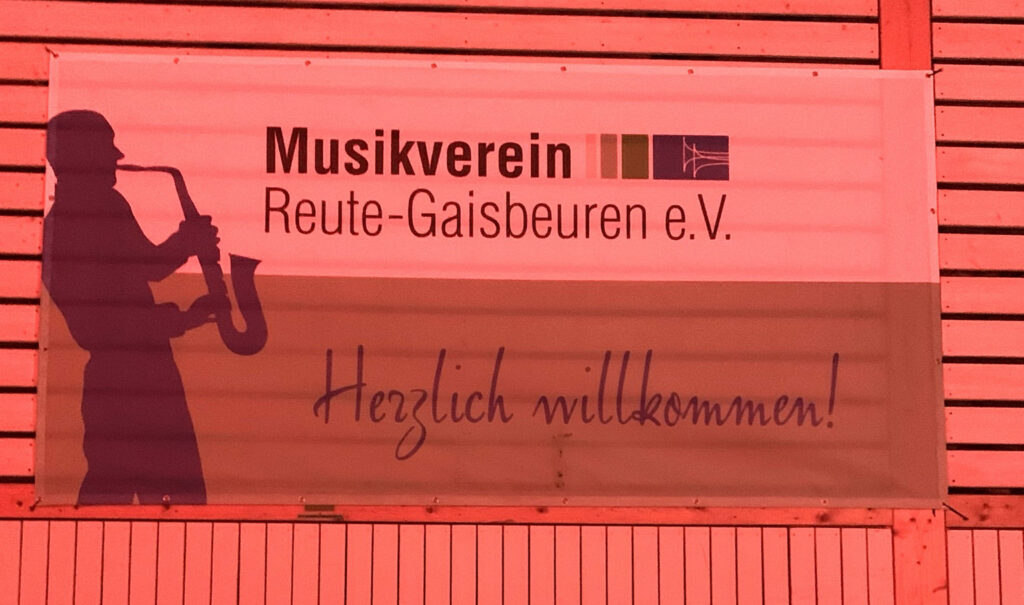 Musikverein
Reute-Gaisbeuren e.V.
Herzlich willkommen!